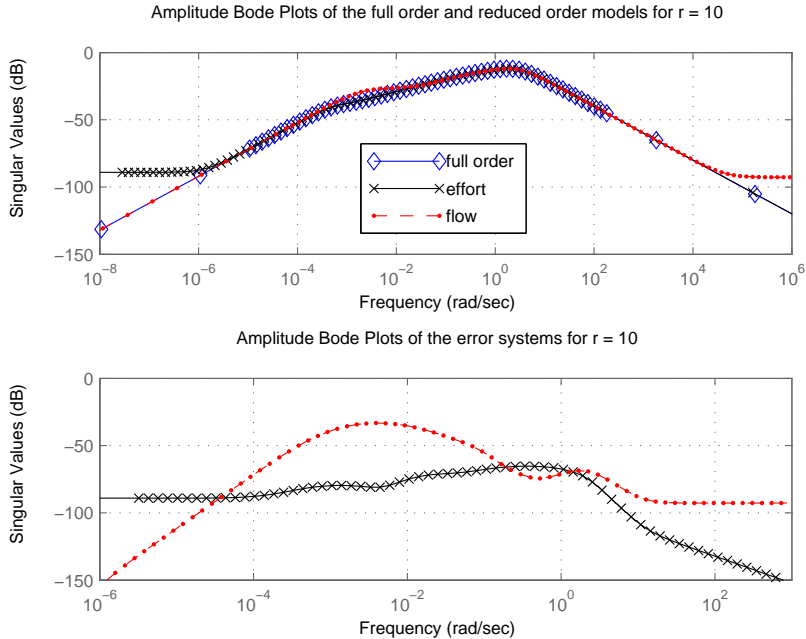 Amplitude Bode Plots of the full order and reduced order models for r = 10
Singular Values (dB)
0
−50
−100
−150
full order
effort
flow
10^−8
10^−6
10^−4
10^−2
10^0
10^2
10^4
10^6
Frequency (rad/sec)
Amplitude Bode Plots of the error systems for r = 10
Singular Values (dB)
0
−50
−100
−150
10^−6
10^−4
10^−2
10^0
10^2
Frequency (rad/sec)